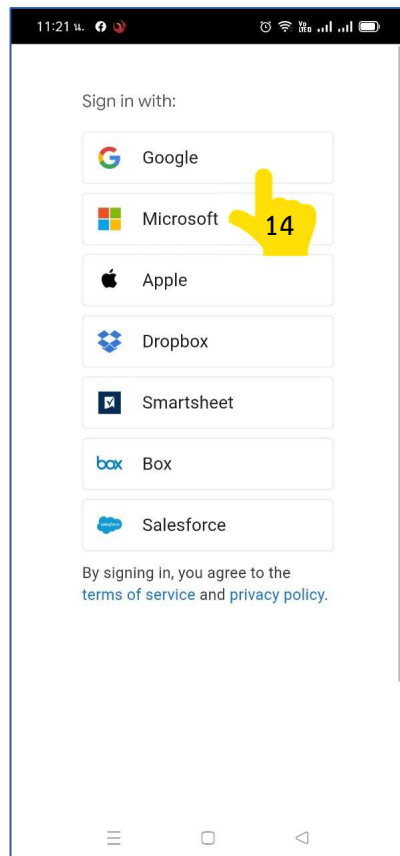 11:21 น.
Sign in with:
Google
Microsoft
14
Apple
Dropbox
Smartsheet
box Box
Salesforce
By signing in, you agree to the
terms of service and privacy policy.